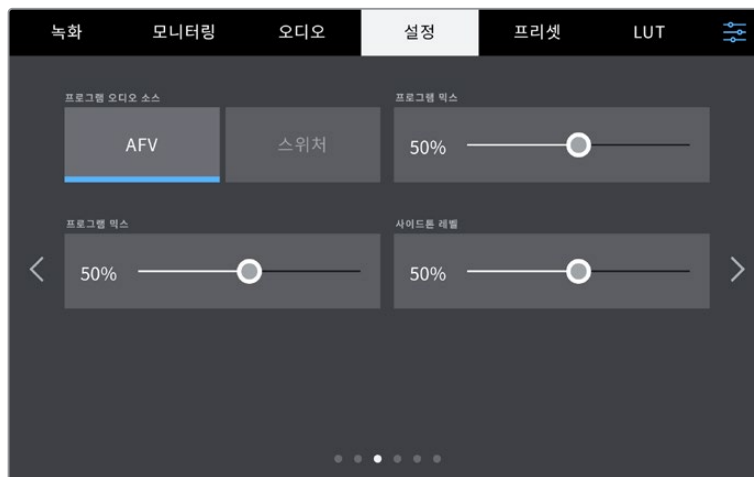 녹화 모니터링 오디오 설정 프리셋 LUT
프로그램 오디오 소스 프로그램 믹스
AFV 스위처 50%
프로그램 믹스 사이드톤 레벨
50% 50%